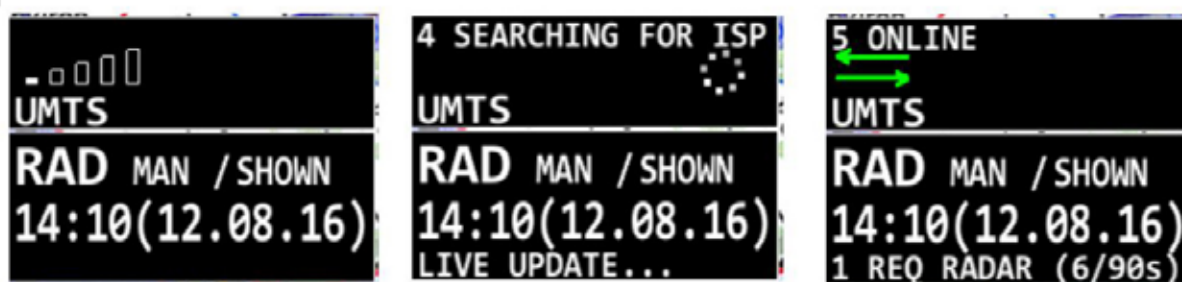 UMTS
RAD MAN /SHOWN
14:10(12.08.16)
4 SEARCHING FOR ISP
UMTS
RAD MAN /SHOWN
14:10(12.08.16)
LIVE UPDATE...
5 ONLINE
UMTS
RAD MAN /SHOWN
14:10(12.08.16)
1 REQ RADAR (6/90s)